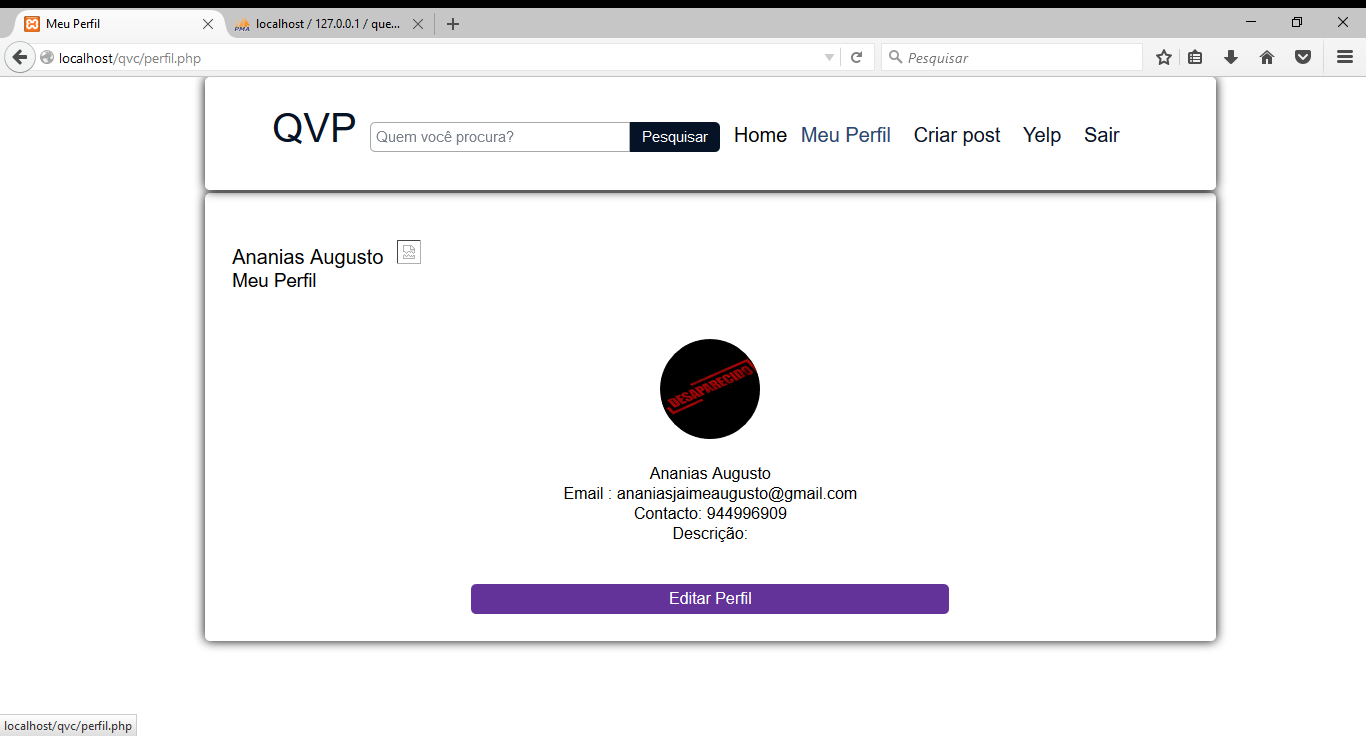 Meu Perfil
localhost / 127.0.0.1 / que...
localhost/qvc/perfil.php
Pesquisar
QVP
Quem você procura?
Pesquisar
Home Meu Perfil Criar post Yelp Sair
Ananias Augusto
Meu Perfil
DESAPARECIDO
Ananias Augusto
Email : ananiasjaimeaugusto@gmail.com
Contacto: 944996909
Descrição:
Editar Perfil
localhost/qvc/perfil.php